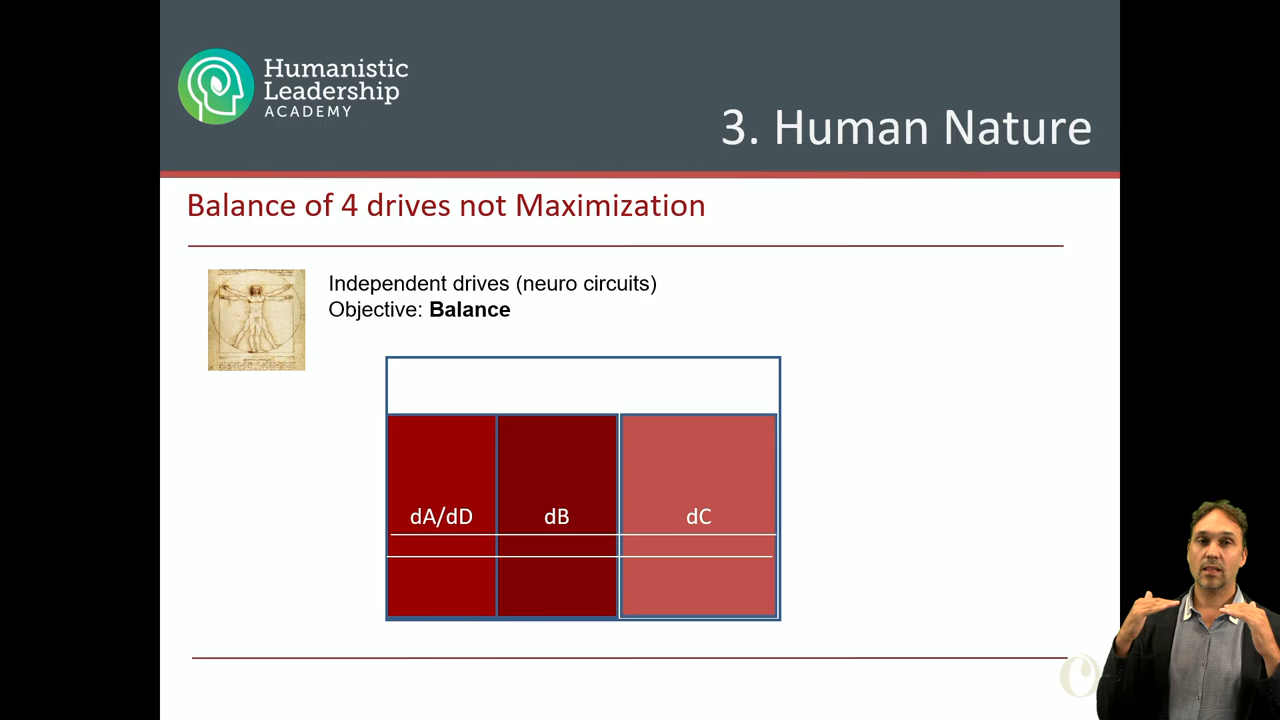 Humanistic
Leadership
ACADEMY
3. Human Nature
Balance of 4 drives not Maximization
Independent drives (neuro circuits)
Objective: Balance
dA/dD
dB
dC